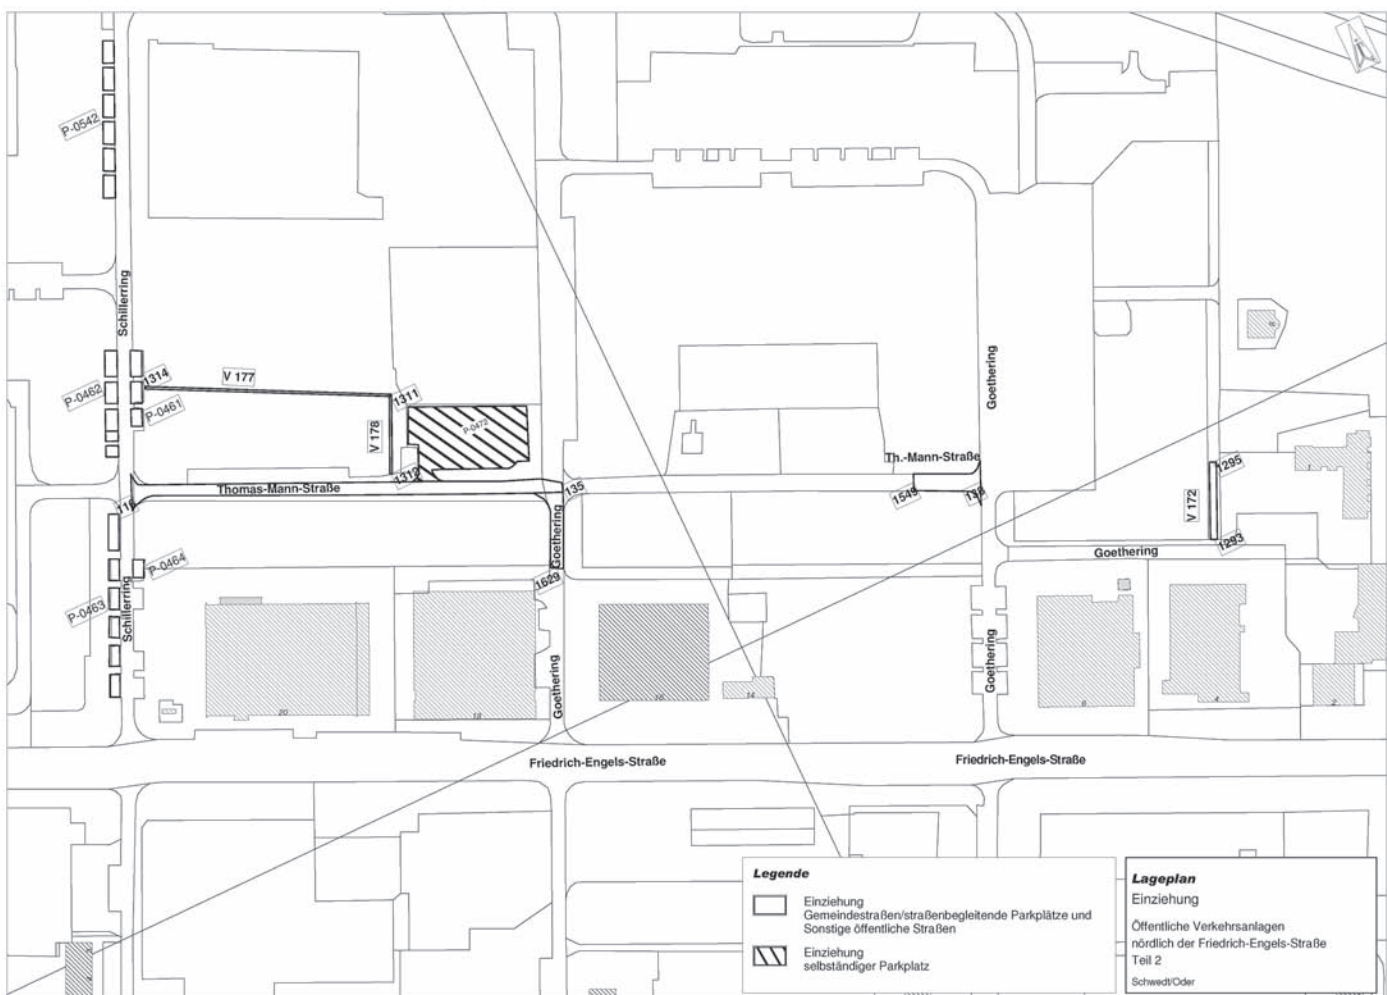 P-0542
Schillerring
P-0462
1314
V 177
1311
P-0461
V 178
P-0472
1312
Thomas-Mann-Straße
116
135
Goethering
Goethering
Th.-Mann-Straße
1549
138
1295
V 172
1293
Goethering
P-0464
P-0463
Schillerring
1629
Goethering
Goethering
20
18
16
14
6
4
2
Friedrich-Engels-Straße
Friedrich-Engels-Straße
Legende
Einziehung
Gemeindestraßen/straßenbegleitende Parkplätze und
Sonstige öffentliche Straßen
Einziehung
selbständiger Parkplatz
Lageplan
Einziehung
Öffentliche Verkehrsanlagen
nördlich der Friedrich-Engels-Straße
Teil 2
Schwedt/Oder